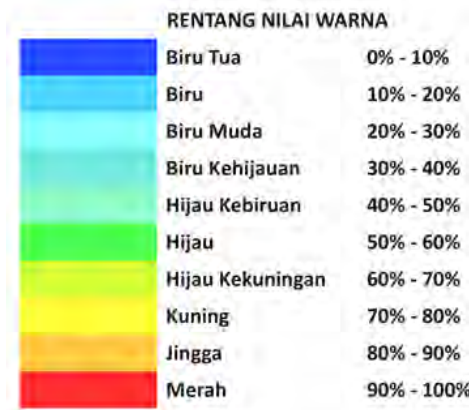 RENTANG NILAI WARNA
Biru Tua 0% - 10%
Biru 10% - 20%
Biru Muda 20% - 30%
Biru Kehijauan 30% - 40%
Hijau Kebiruan 40% - 50%
Hijau 50% - 60%
Hijau Kekuningan 60% - 70%
Kuning 70% - 80%
Jingga 80% - 90%
Merah 90% - 100%